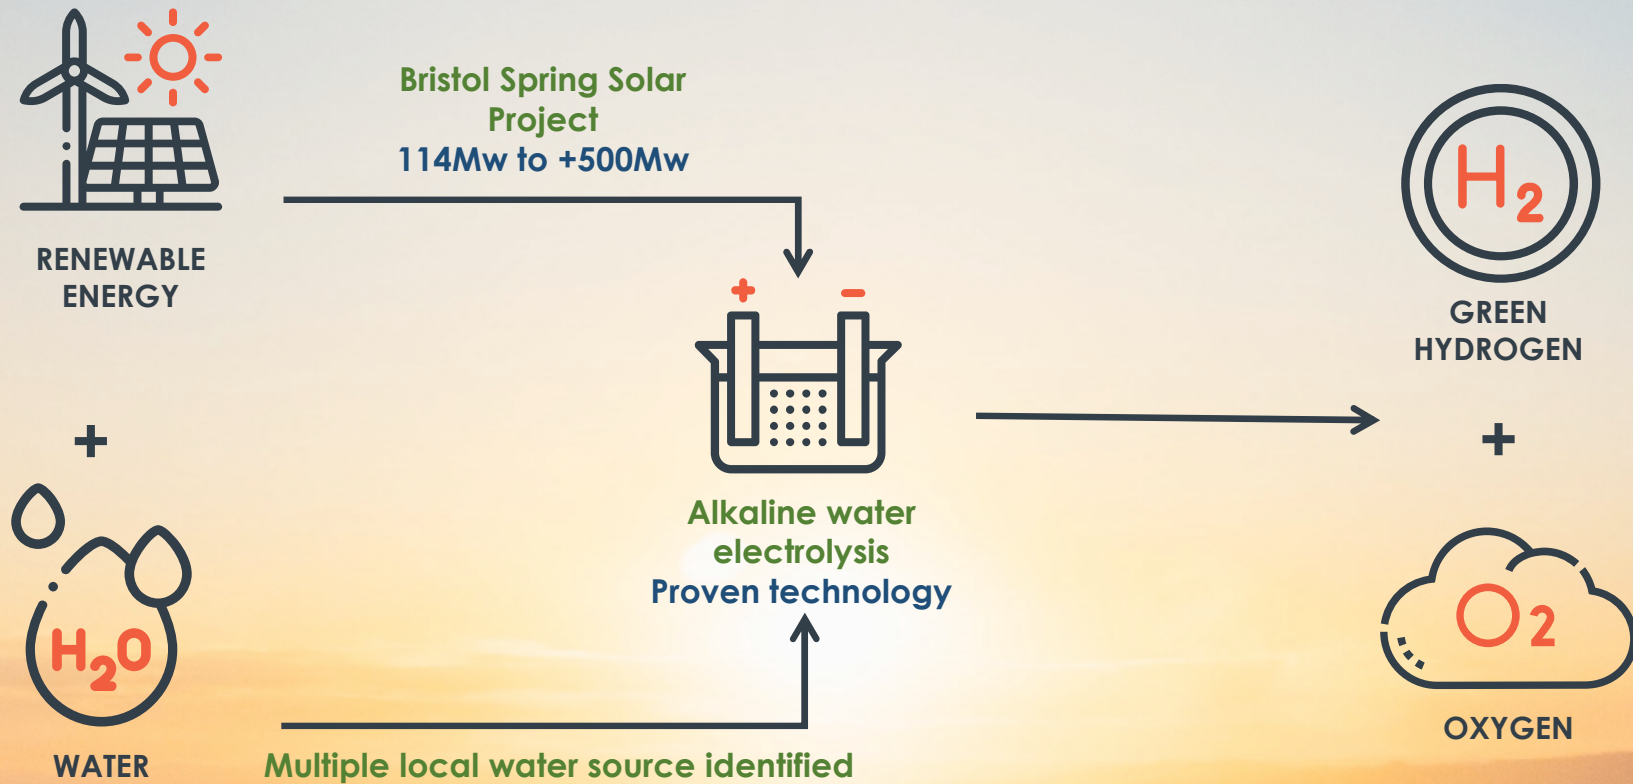 Bristol Spring Solar
Project
114Mw to +500Mw
RENEWABLE
ENERGY
+
H2O
WATER
Multiple local water source identified
+ −
Alkaline water
electrolysis
Proven technology
H2
GREEN
HYDROGEN
+
O2
OXYGEN